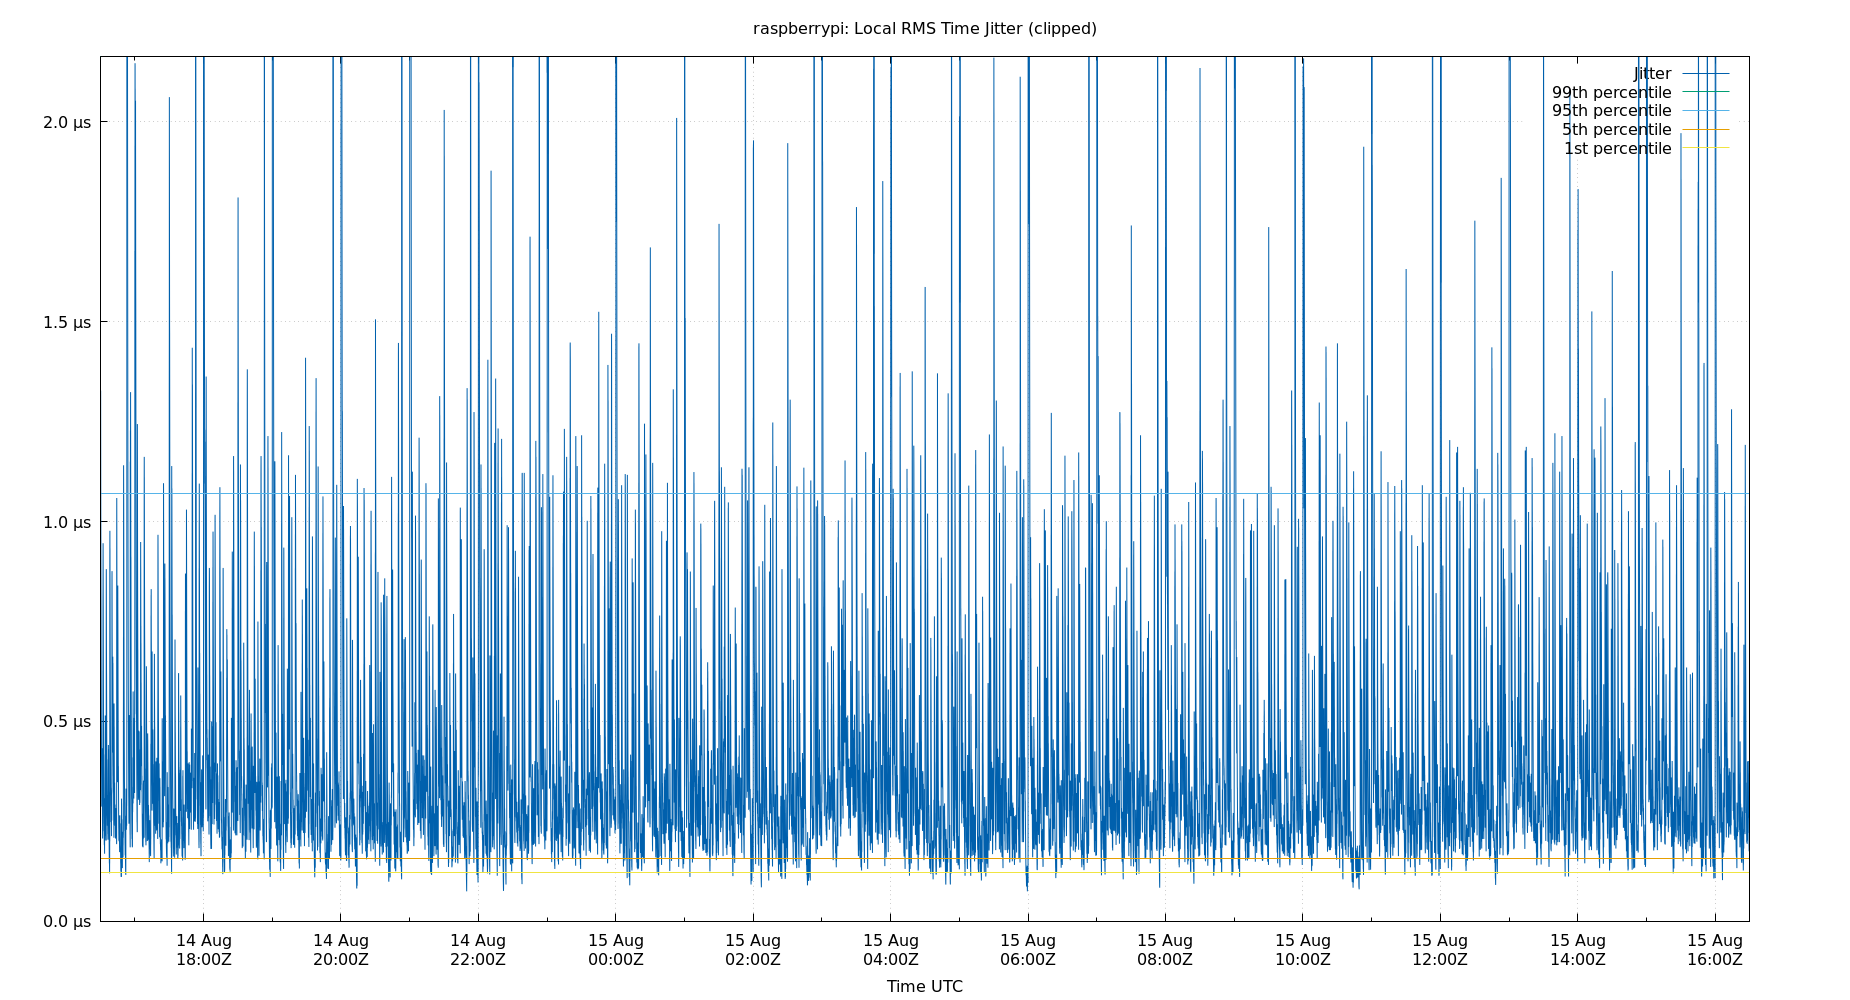 raspberrypi: Local RMS Time Jitter (clipped)
Jitter
99th percentile
95th percentile
5th percentile
1st percentile
2.0 µs
1.5 µs
1.0 µs
0.5 µs
0.0 µs
14 Aug 14 Aug 14 Aug 15 Aug 15 Aug 15 Aug 15 Aug 15 Aug 15 Aug 15 Aug 15 Aug 15 Aug
18:00Z 20:00Z 22:00Z 00:00Z 02:00Z 04:00Z 06:00Z 08:00Z 10:00Z 12:00Z 14:00Z 16:00Z
Time UTC